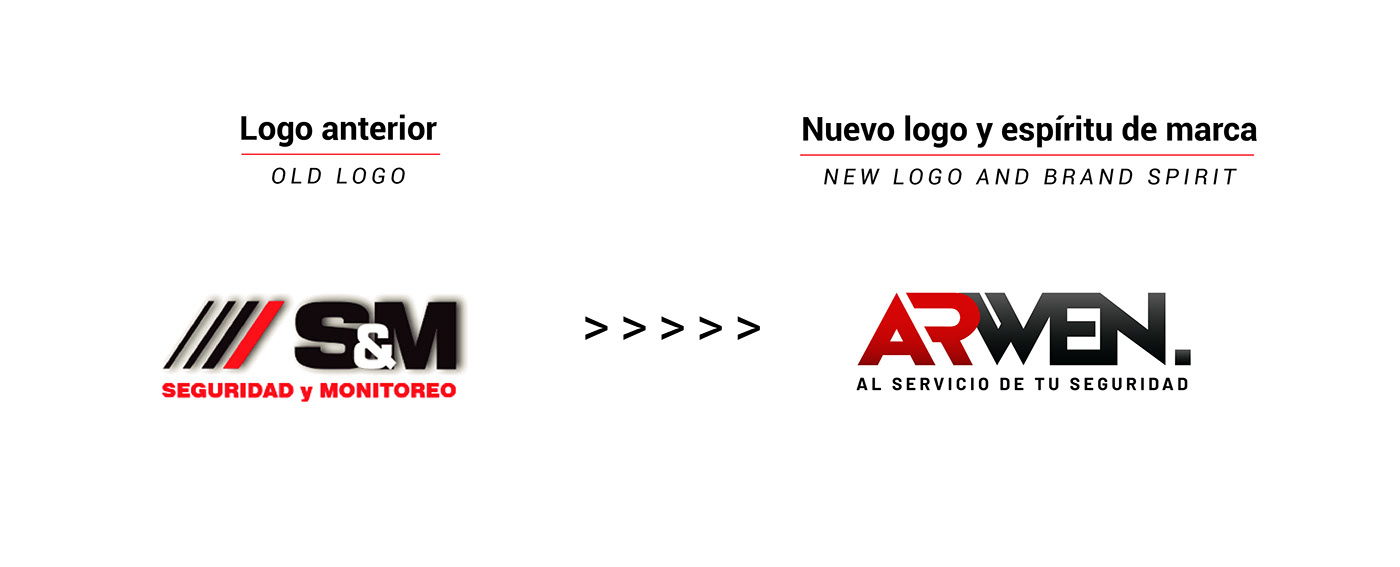 Logo anterior
OLD LOGO
S&M
SEGURIDAD y MONITOREO
> > > > >
Nuevo logo y espíritu de marca
NEW LOGO AND BRAND SPIRIT
ARWEN.
AL SERVICIO DE TU SEGURIDAD